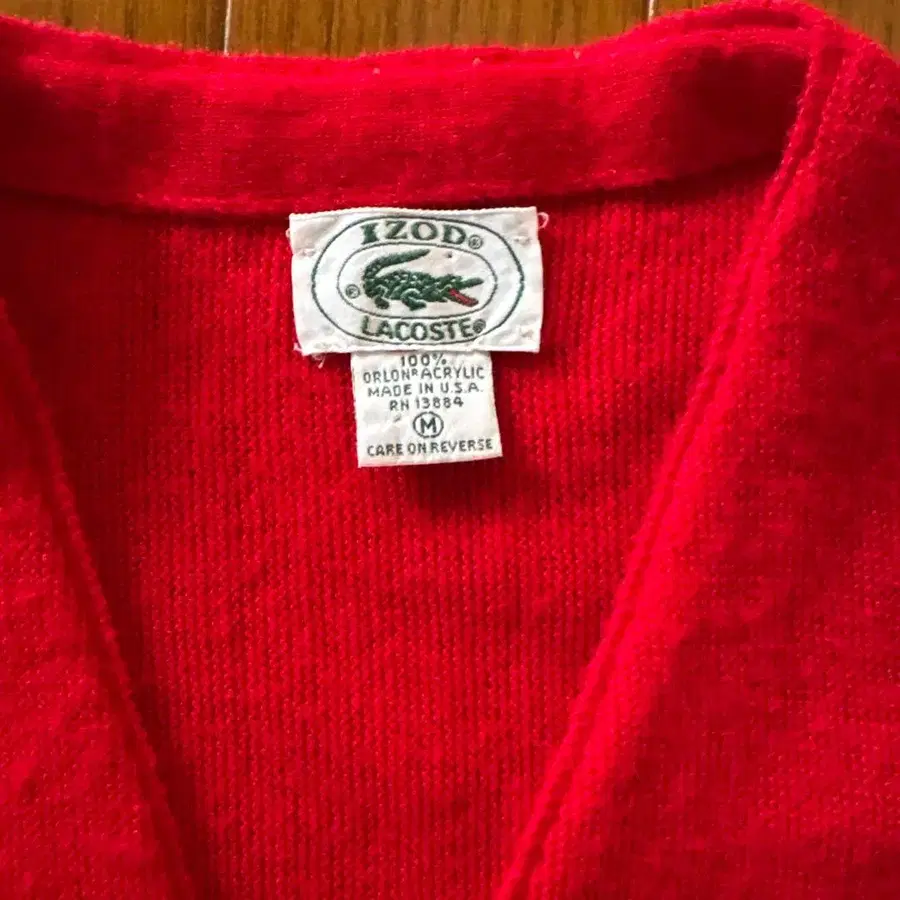 IZOD®
®
LACOSTE®
100%
ORLON® ACRYLIC
MADE IN U.S.A.
RN 13884
M
CARE ON REVERSE